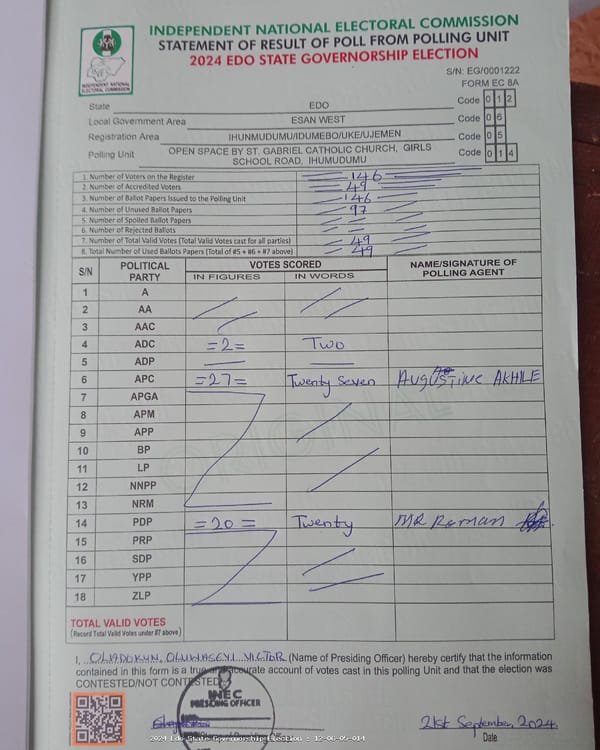 INDEPENDENT NATIONAL ELECTORAL COMMISSION
STATEMENT OF RESULT OF POLL FROM POLLING UNIT
2024 EDO STATE GOVERNORSHIP ELECTION
INEC
INDEPENDENT NATIONAL ELECTORAL COMMISSION
S/N: EG/0001222
FORM EC 8A
State EDO Code 0 1 2
Local Government Area ESAN WEST Code 0 6
Registration Area IHUNMUDUMU/IDUMEBO/UKE/UJEMEN Code 0 5
Polling Unit OPEN SPACE BY ST. GABRIEL CATHOLIC CHURCH, GIRLS SCHOOL ROAD, IHUMUDUMU Code 0 1 4
1. Number of Voters on the Register 146
2. Number of Accredited Voters 49
3. Number of Ballot Papers Issued to the Polling Unit 146
4. Number of Unused Ballot Papers 97
5. Number of Spoiled Ballot Papers
6. Number of Rejected Ballots
7. Number of Total Valid Votes (Total Valid Votes cast for all parties) 49
8. Total Number of Used Ballots Papers (Total of #5 + #6 + #7 above) 49
S/N POLITICAL PARTY VOTES SCORED NAME/SIGNATURE OF POLLING AGENT
IN FIGURES IN WORDS
1 A
2 AA
3 AAC
4 ADC =2= Two
5 ADP
6 APC =27= Twenty Seven AUGUSTINE AKHILE
7 APGA
8 APM
9 APP
10 BP
11 LP
12 NNPP
13 NRM
14 PDP =20= Twenty MR Roman
15 PRP
16 SDP
17 YPP
18 ZLP
ORIGINAL
TOTAL VALID VOTES
(Record Total Valid Votes under #7 above)
I, OLADOKUN, OLUWASEYI VICTOR (Name of Presiding Officer) hereby certify that the information
contained in this form is a true and accurate account of votes cast in this polling Unit and that the election was
CONTESTED/NOT CONTESTED.
INEC
PRESIDING OFFICER
21st September 2024
Date
2024 Edo State Governorship Election : 12-06-05-014